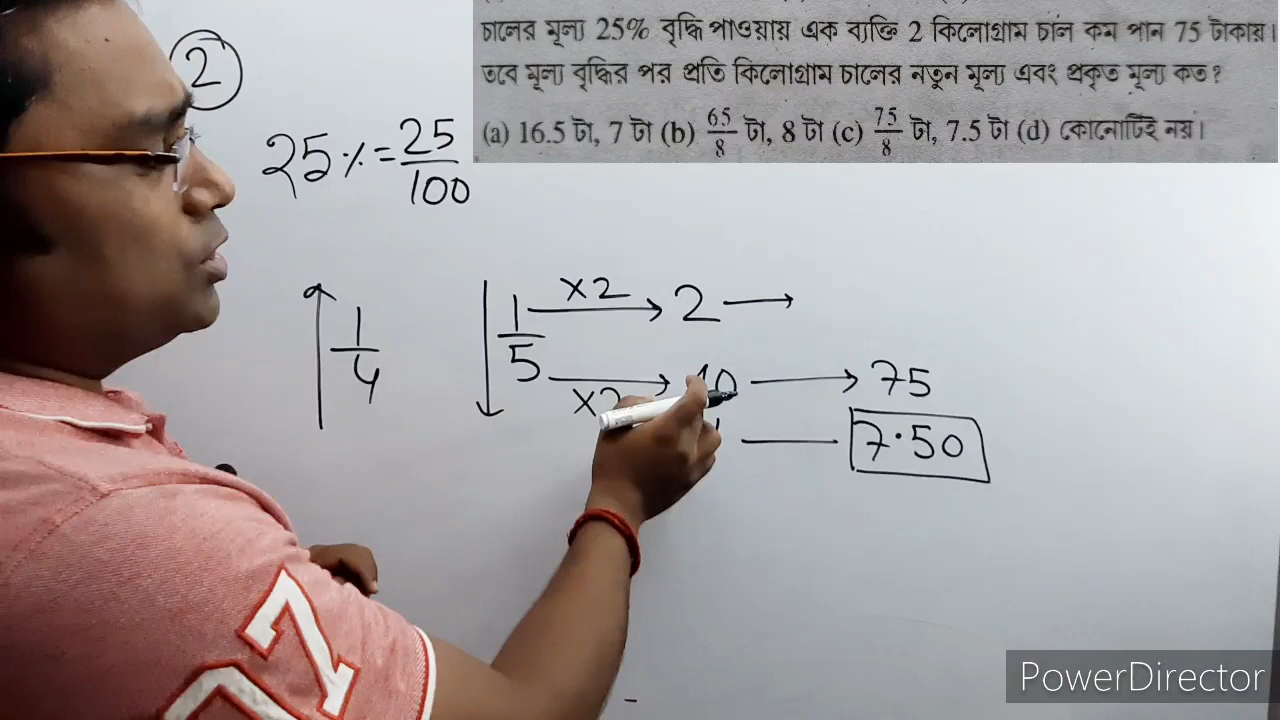 চালের মূল্য 25% বৃদ্ধি পাওয়ায় এক ব্যক্তি 2 কিলোগ্রাম চাল কম পান 75 টাকায়।
তবে মূল্য বৃদ্ধির পর প্রতি কিলোগ্রাম চালের নতুন মূল্য এবং প্রকৃত মূল্য কত?
(a) 16.5 টা, 7 টা (b) 65/8 টা, 8 টা (c) 75/8 টা, 7.5 টা (d) কোনোটিই নয়।
2
25% = 25/100
1/4
1/5 ×2 → 2 →
×2 → 10 → 75
7.50
PowerDirector